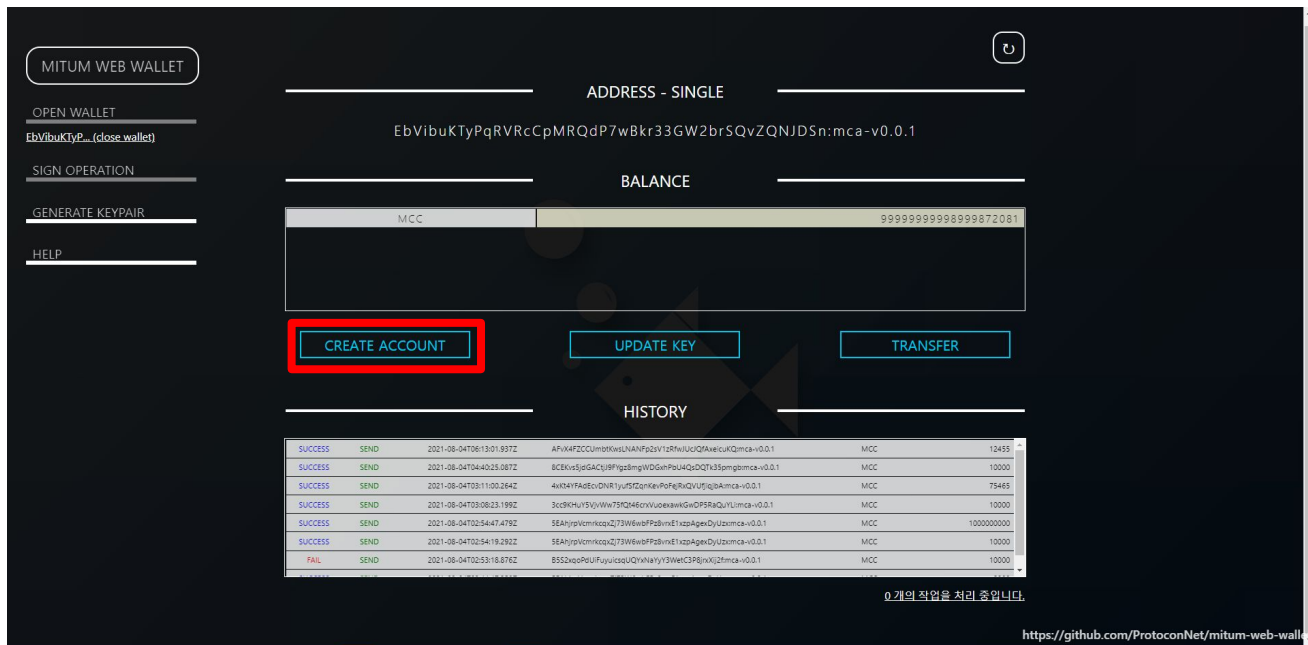 ↻
MITUM WEB WALLET
OPEN WALLET
EbVibuKTyP... (close wallet)
SIGN OPERATION
GENERATE KEYPAIR
HELP
ADDRESS - SINGLE
EbVibuKTyPqRVRcCpMRQdP7wBkr33GW2brSQvZQNJDSn:mca-v0.0.1
BALANCE
MCC 99999999998999872081
CREATE ACCOUNT UPDATE KEY TRANSFER
HISTORY
SUCCESS SEND 2021-08-04T06:13:01.937Z MCC 12455
SUCCESS SEND 2021-08-04T04:40:25.087Z MCC 10000
SUCCESS SEND 2021-08-04T03:11:00.264Z MCC 75465
SUCCESS SEND 2021-08-04T03:08:23.199Z MCC 10000
SUCCESS SEND 2021-08-04T02:54:47.479Z MCC 1000000000
SUCCESS SEND 2021-08-04T02:54:19.292Z MCC 10000
FAIL SEND 2021-08-04T02:53:18.876Z MCC 10000
0 개의 작업을 처리 중입니다.
https://github.com/ProtoconNet/mitum-web-walle